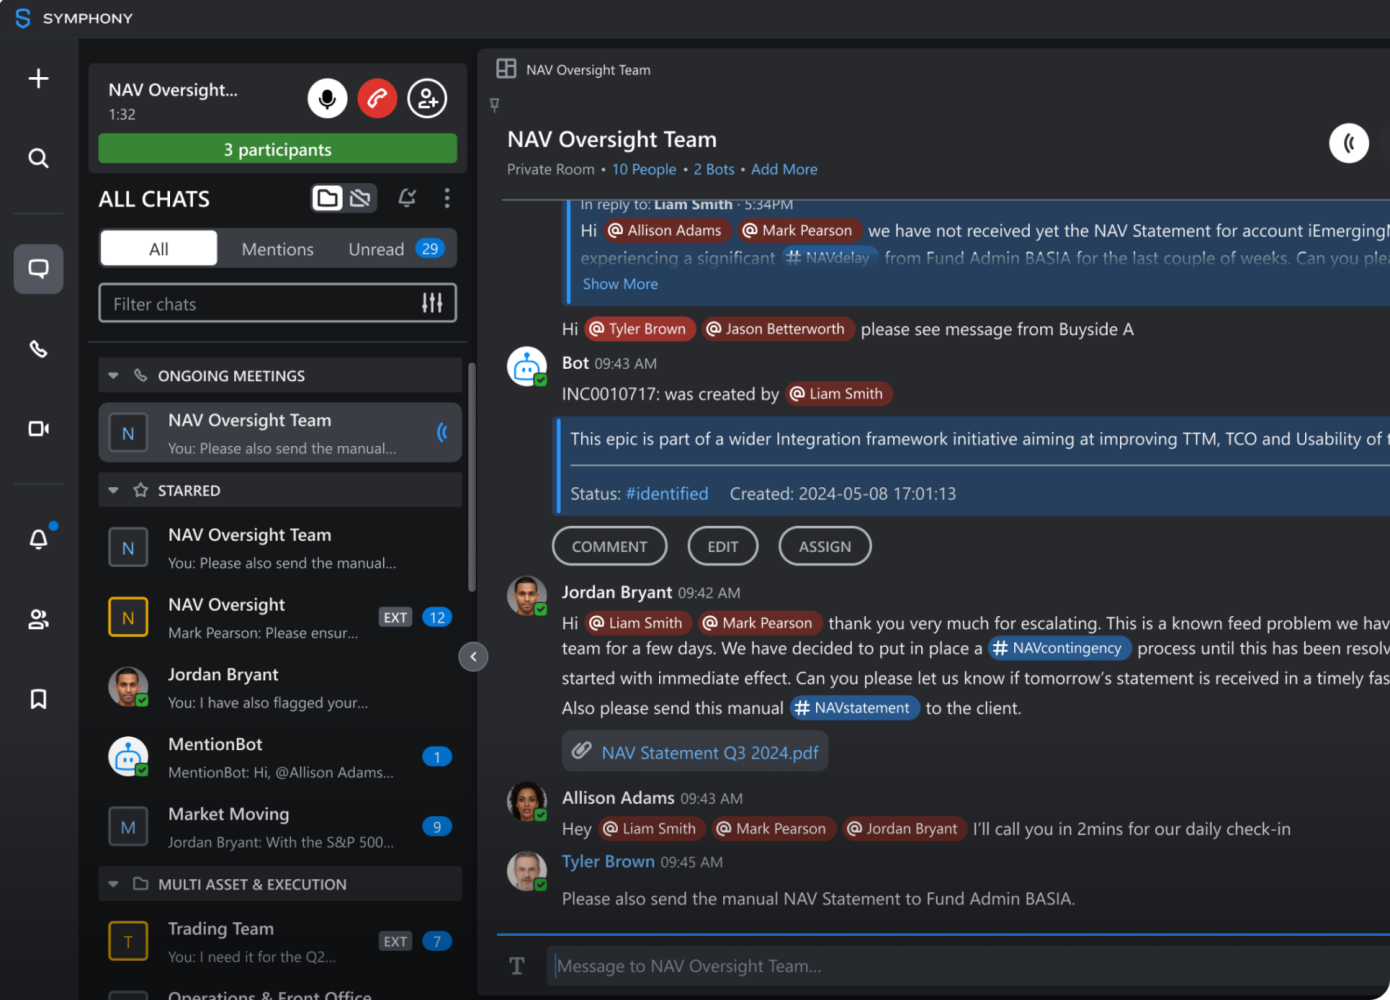 SYMPHONY
NAV Oversight...
1:32
3 participants
ALL CHATS
All
Mentions
Unread
29
Filter chats
ONGOING MEETINGS
N
NAV Oversight Team
You: Please also send the manual...
STARRED
N
NAV Oversight Team
You: Please also send the manual...
N
NAV Oversight
Mark Pearson: Please ensur...
EXT
12
Jordan Bryant
You: I have also flagged your...
MentionBot
MentionBot: Hi, @Allison Adams...
1
M
Market Moving
Jordan Bryant: With the S&P 500...
9
MULTI ASSET & EXECUTION
T
Trading Team
You: I need it for the Q2...
EXT
7
Operations & Front Office
NAV Oversight Team
NAV Oversight Team
Private Room • 10 People • 2 Bots • Add More
In reply to: Liam Smith · 5:34PM
Hi @ Allison Adams @ Mark Pearson we have not received yet the NAV Statement for account iEmerging
experiencing a significant # NAVdelay from Fund Admin BASIA for the last couple of weeks. Can you
Show More
Hi @ Tyler Brown @ Jason Betterworth please see message from Buyside A
Bot 09:43 AM
INC0010717: was created by @ Liam Smith
This epic is part of a wider Integration framework initiative aiming at improving TTM, TCO and Usability of
Status: #identified Created: 2024-05-08 17:01:13
COMMENT
EDIT
ASSIGN
Jordan Bryant 09:42 AM
Hi @ Liam Smith @ Mark Pearson thank you very much for escalating. This is a known feed problem we hav
team for a few days. We have decided to put in place a # NAVcontingency process until this has been resolv
started with immediate effect. Can you please let us know if tomorrow’s statement is received in a timely fas
Also please send this manual # NAVstatement to the client.
NAV Statement Q3 2024.pdf
Allison Adams 09:43 AM
Hey @ Liam Smith @ Mark Pearson @ Jordan Bryant I’ll call you in 2mins for our daily check-in
Tyler Brown 09:45 AM
Please also send the manual NAV Statement to Fund Admin BASIA.
T
Message to NAV Oversight Team...